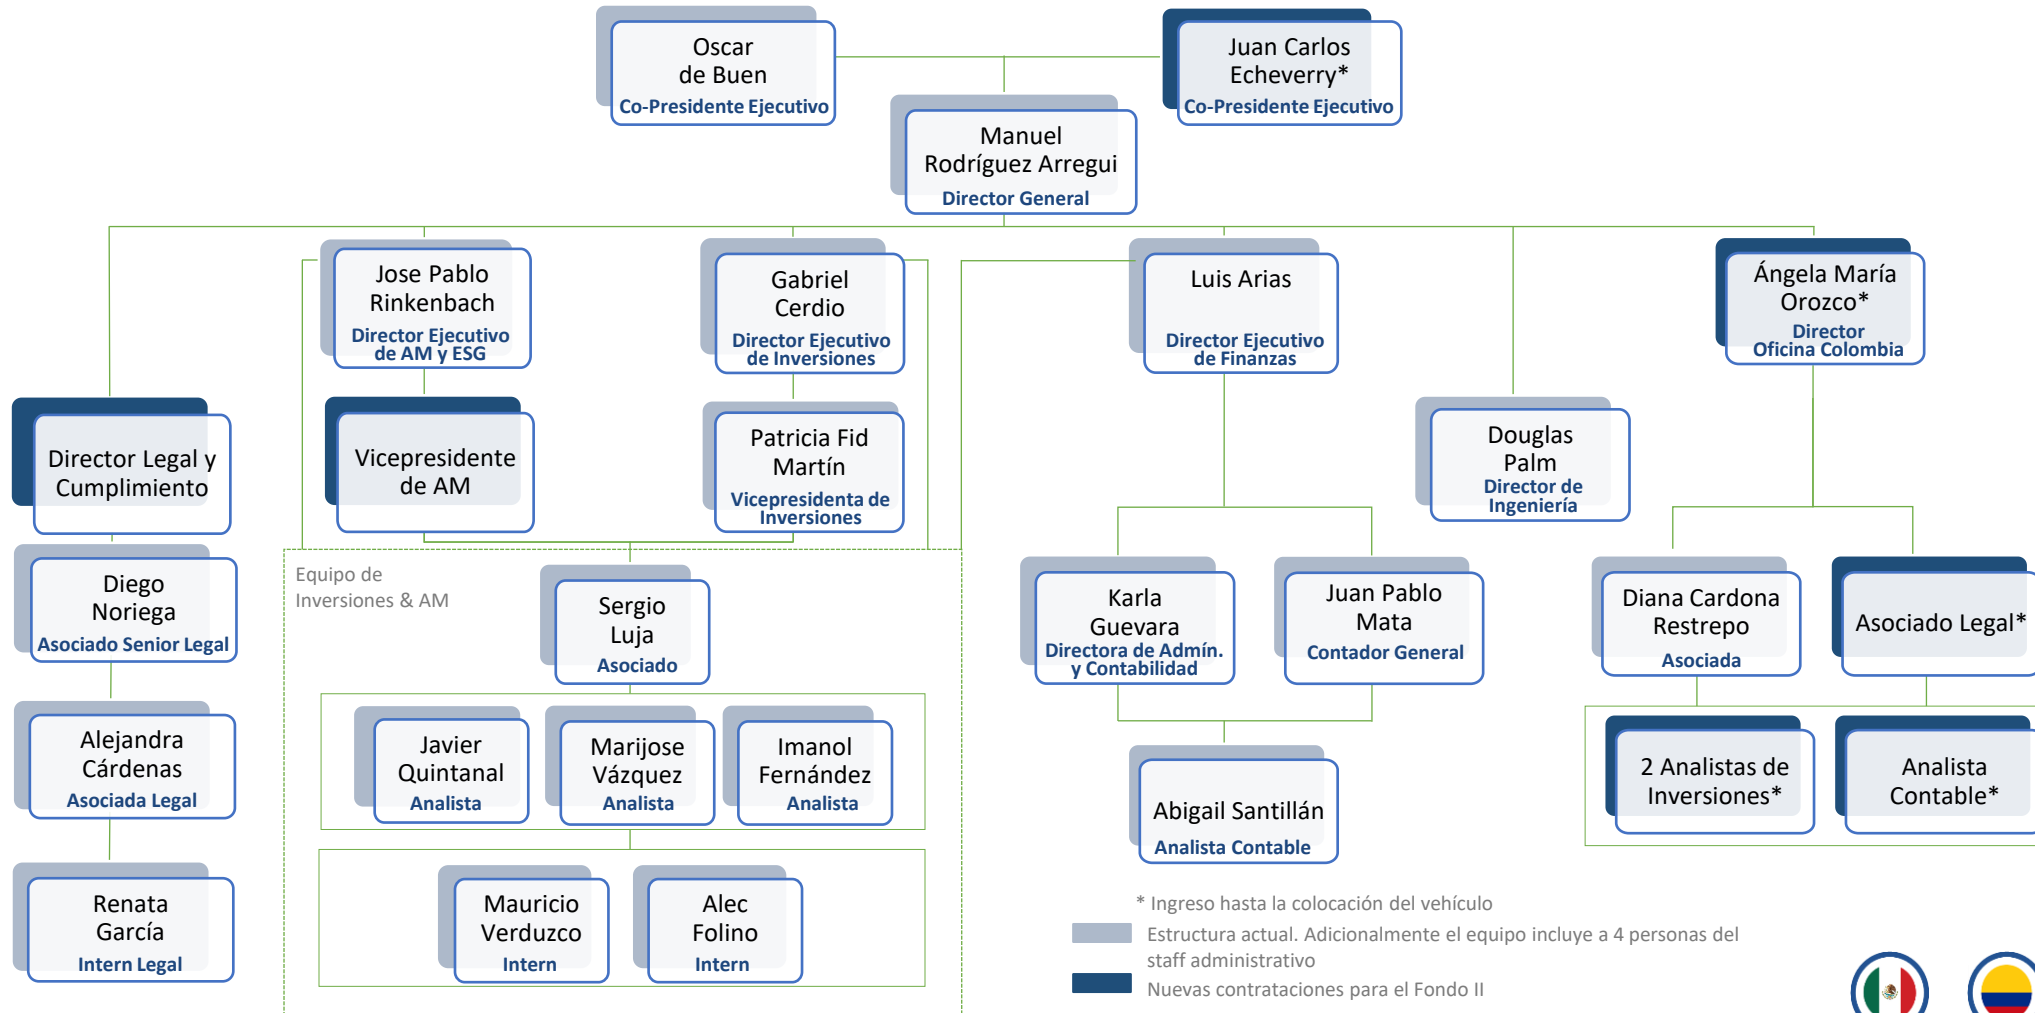 Oscar
de Buen
Co-Presidente Ejecutivo
Juan Carlos
Echeverry*
Co-Presidente Ejecutivo
Manuel
Rodríguez Arregui
Director General
Jose Pablo
Rinkenbach
Director Ejecutivo
de AM y ESG
Gabriel
Cerdio
Director Ejecutivo
de Inversiones
Luis Arias
Director Ejecutivo
de Finanzas
Ángela María
Orozco*
Director
Oficina Colombia
Director Legal y
Cumplimiento
Vicepresidente
de AM
Patricia Fid
Martín
Vicepresidenta de
Inversiones
Douglas
Palm
Director de
Ingeniería
Diego
Noriega
Asociado Senior Legal
Equipo de
Inversiones & AM
Sergio
Luja
Asociado
Karla
Guevara
Directora de Admín.
y Contabilidad
Juan Pablo
Mata
Contador General
Diana Cardona
Restrepo
Asociada
Asociado Legal*
Alejandra
Cárdenas
Asociada Legal
Javier
Quintanal
Analista
Marijose
Vázquez
Analista
Imanol
Fernández
Analista
Abigail Santillán
Analista Contable
2 Analistas de
Inversiones*
Analista
Contable*
Renata
García
Intern Legal
Mauricio
Verduzco
Intern
Alec
Folino
Intern
* Ingreso hasta la colocación del vehículo
Estructura actual. Adicionalmente el equipo incluye a 4 personas del
staff administrativo
Nuevas contrataciones para el Fondo II